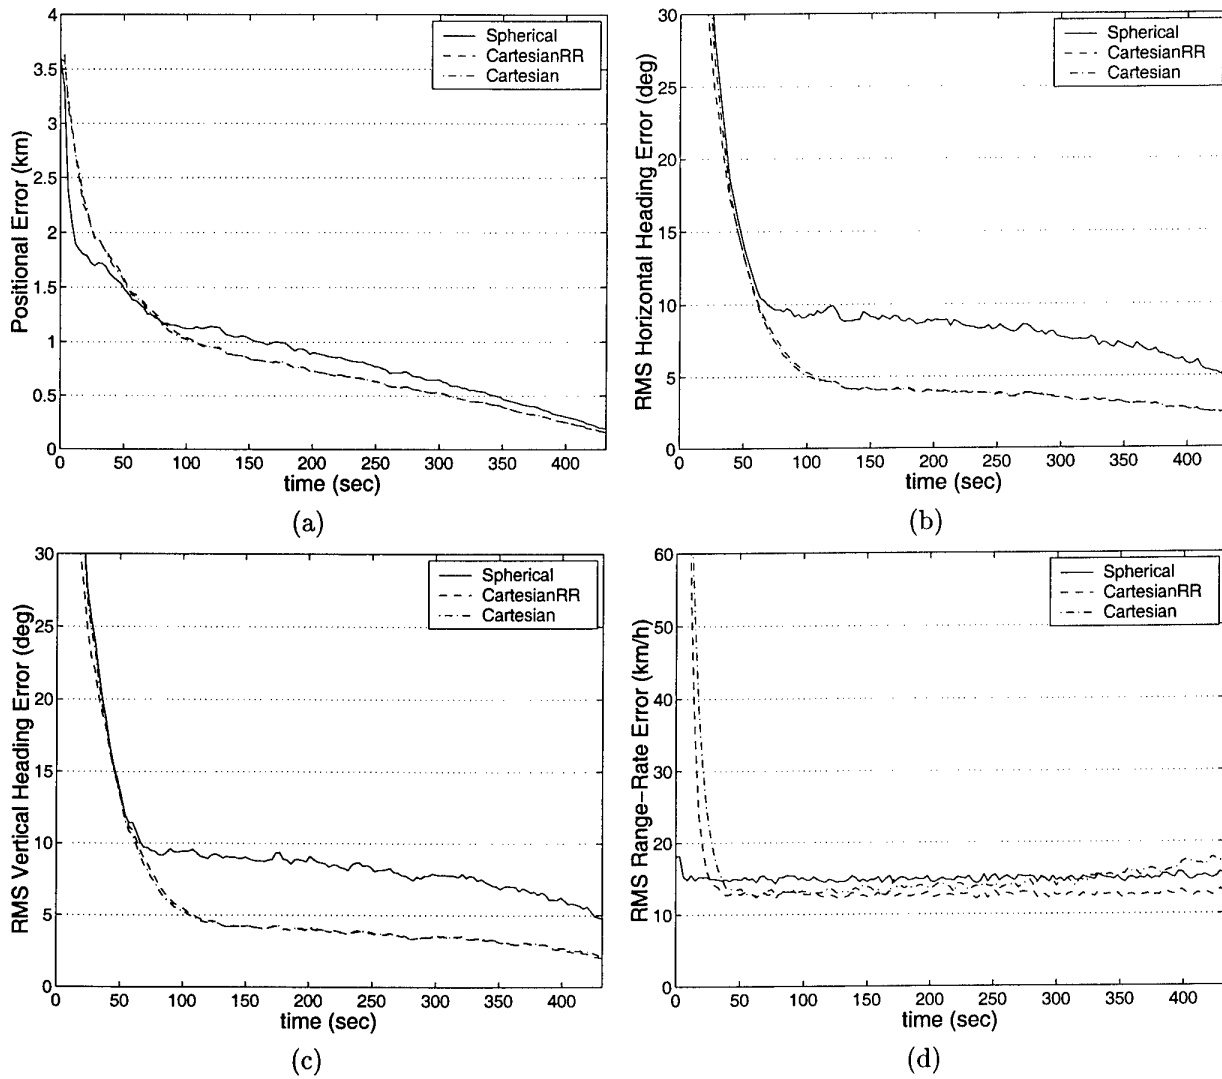 4
3.5
3
2.5
2
1.5
1
0.5
0
Positional Error (km)
Spherical
CartesianRR
Cartesian
0 50 100 150 200 250 300 350 400
time (sec)
(a)
30
25
20
15
10
5
0
RMS Horizontal Heading Error (deg)
Spherical
CartesianRR
Cartesian
0 50 100 150 200 250 300 350 400
time (sec)
(b)
30
25
20
15
10
5
0
RMS Vertical Heading Error (deg)
Spherical
CartesianRR
Cartesian
0 50 100 150 200 250 300 350 400
time (sec)
(c)
60
50
40
30
20
10
0
RMS Range-Rate Error (km/h)
Spherical
CartesianRR
Cartesian
0 50 100 150 200 250 300 350 400
time (sec)
(d)